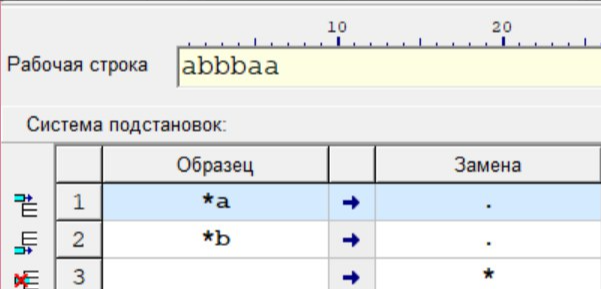 10 20
Рабочая строка abbbaa
Система подстановок:
Образец Замена
1 *a → .
2 *b → .
3 → *